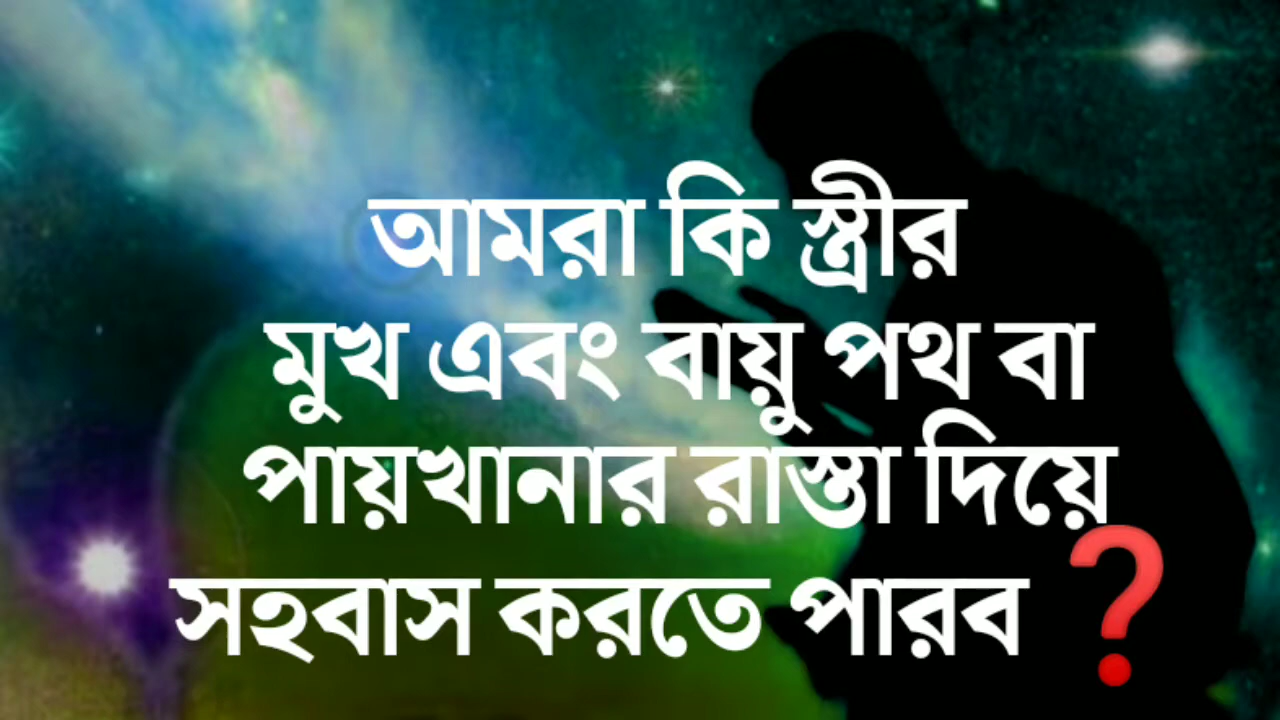 আমরা কি স্ত্রীর
মুখ এবং বায়ু পথ বা
পায়খানার রাস্তা দিয়ে
সহবাস করতে পারব ❓